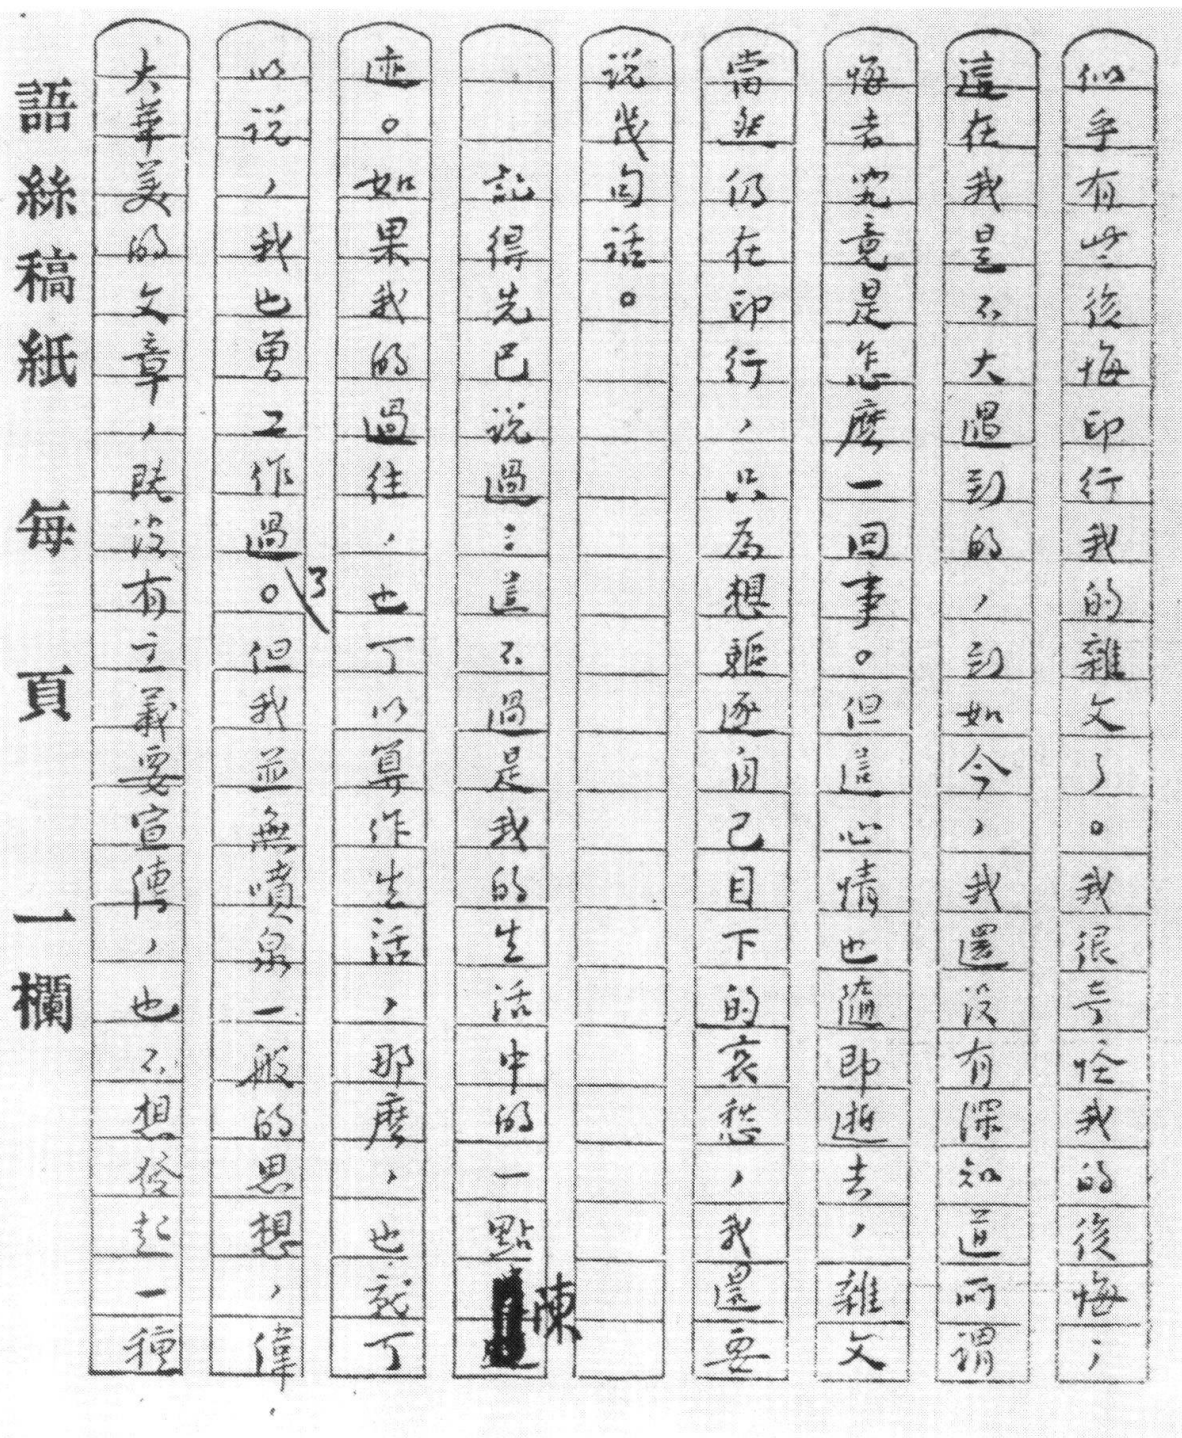 似乎有些後悔印行我的雜文了。我很奇怪我的後悔；
這在我是不大遇到的，到如今，我還没有深知道所謂
悔者究竟是怎麽一回事。但這心情也隨即逝去，雜文
當然仍在印行，只為想驅逐自己目下的哀愁，我還要
说幾句話。
記得先已说過：這不過是我的生活中的一點陳
迹。如果我的過往，也可以算作生活，那麽，也就可
以说，我也曾工作過了。但我並無噴泉一般的思想，偉
大華美的文章，既没有主義要宣傳，也不想發起一種
語絲稿紙 每頁一欄